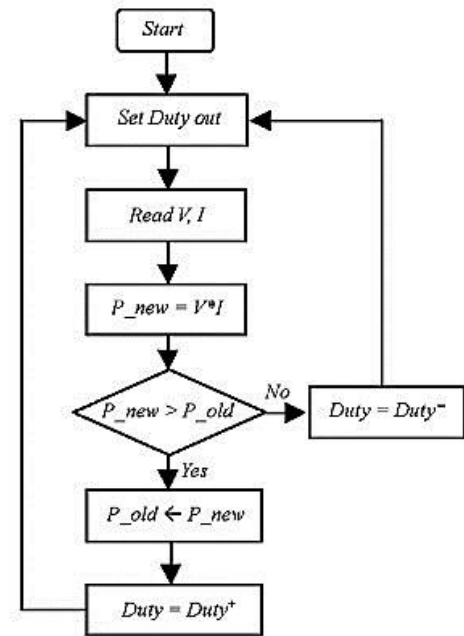 Start
Set Duty out
Read V, I
P_new = V*I
P_new > P_old
No
Duty = Duty⁻
Yes
P_old ← P_new
Duty = Duty⁺